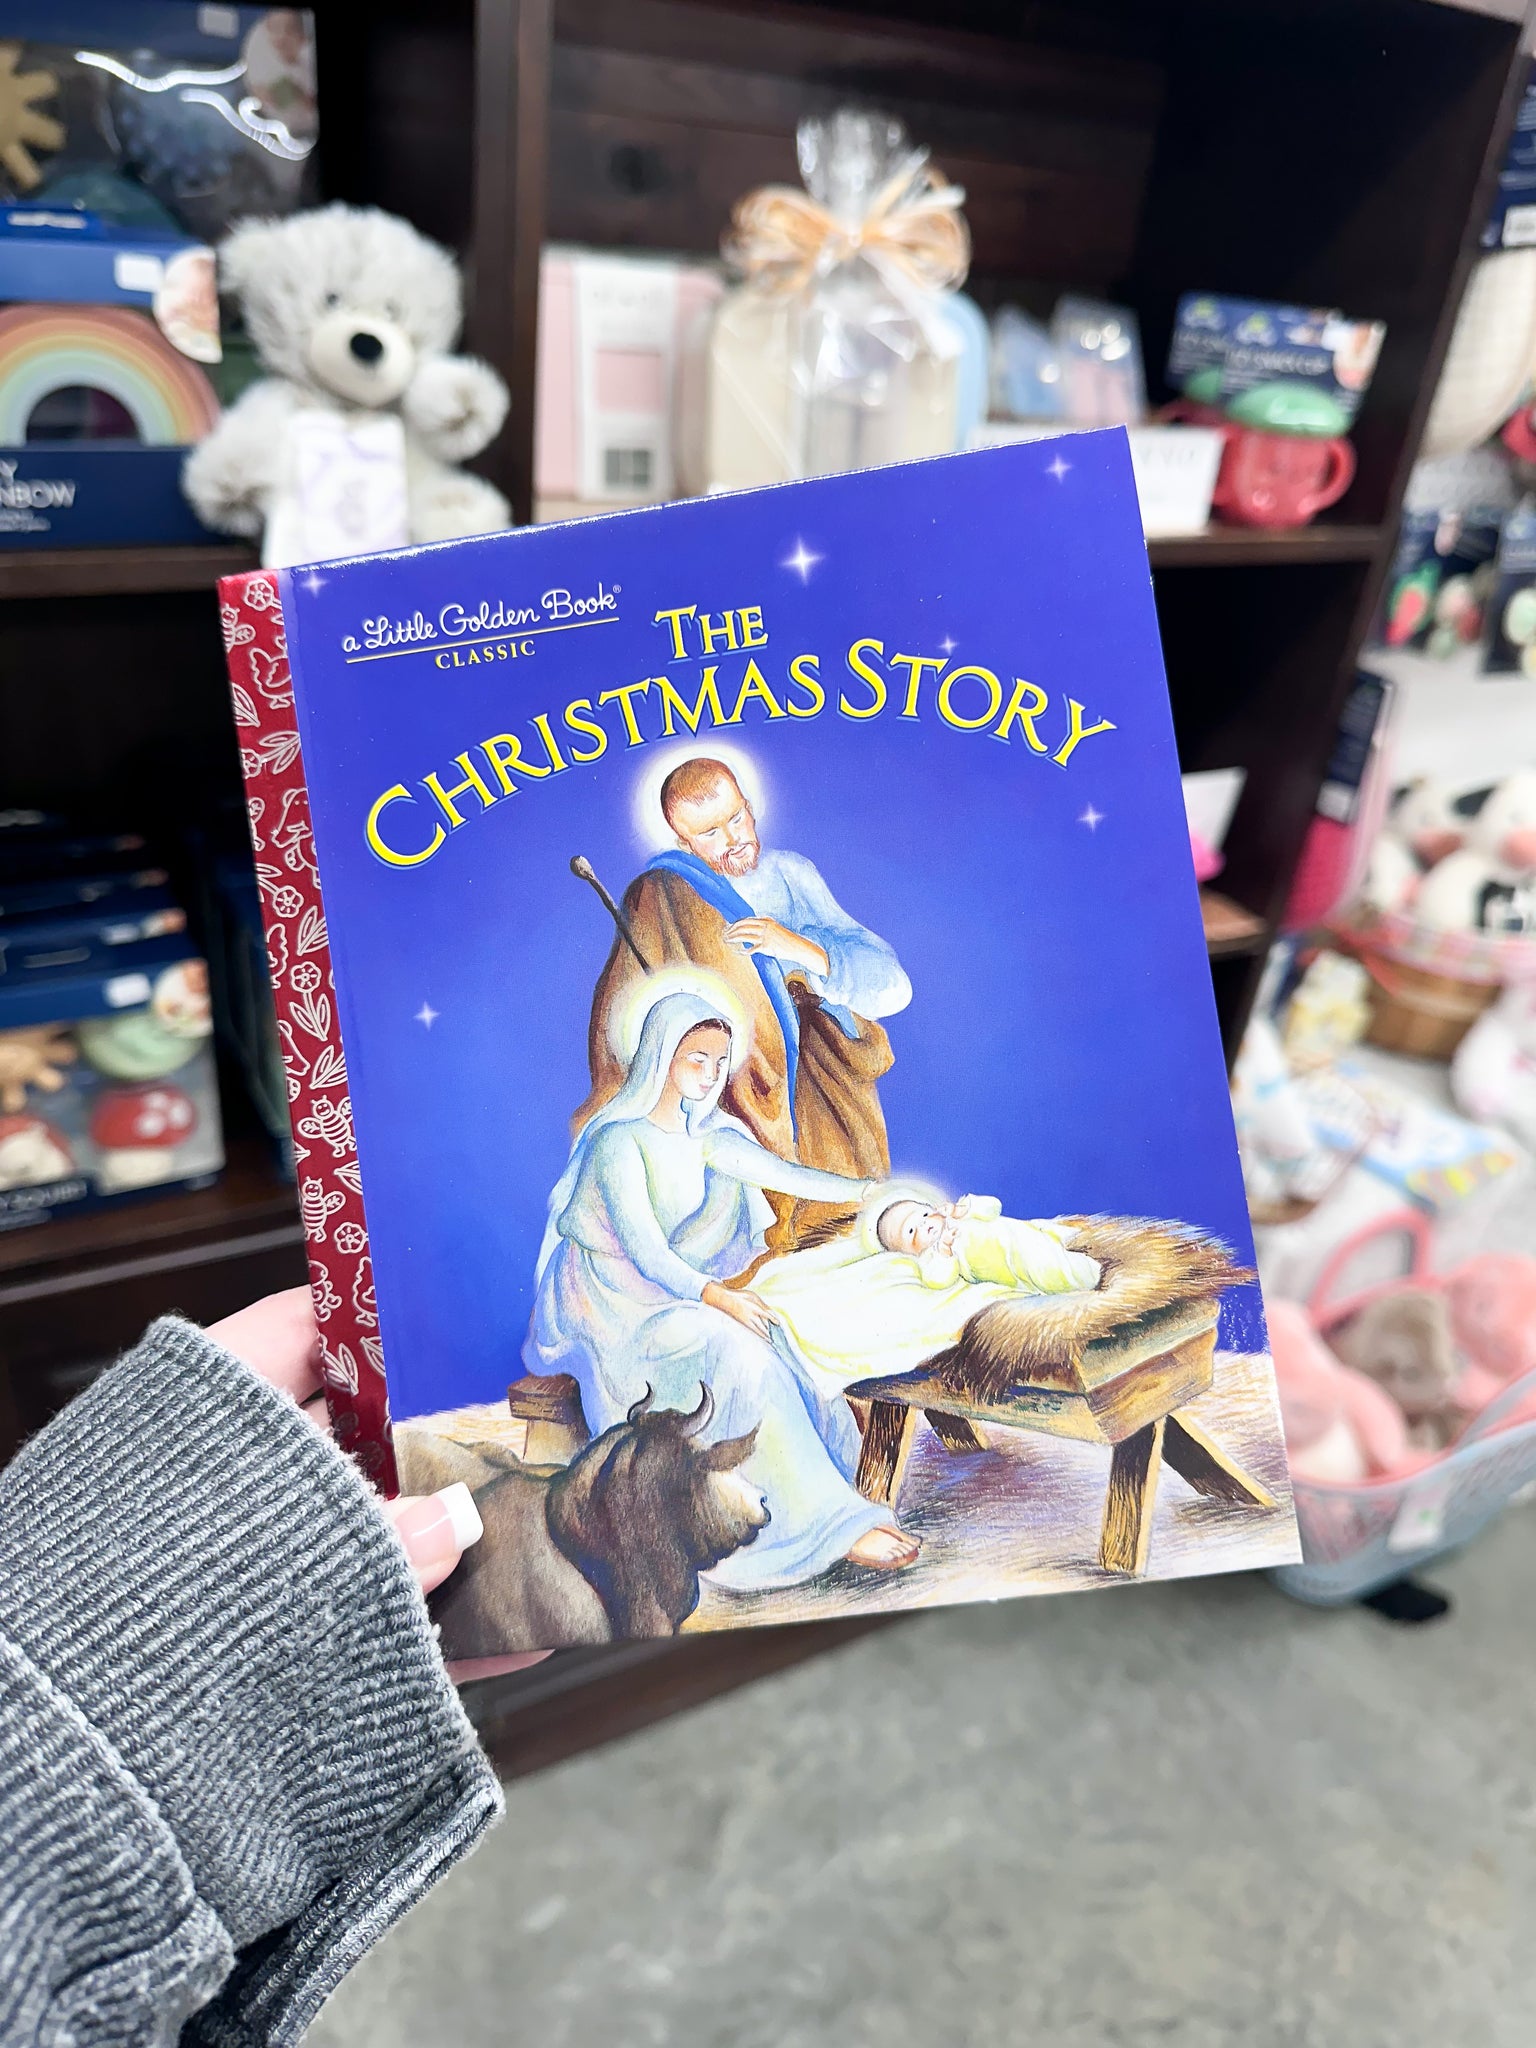 a Little Golden Book®
CLASSIC
THE
CHRISTMAS STORY